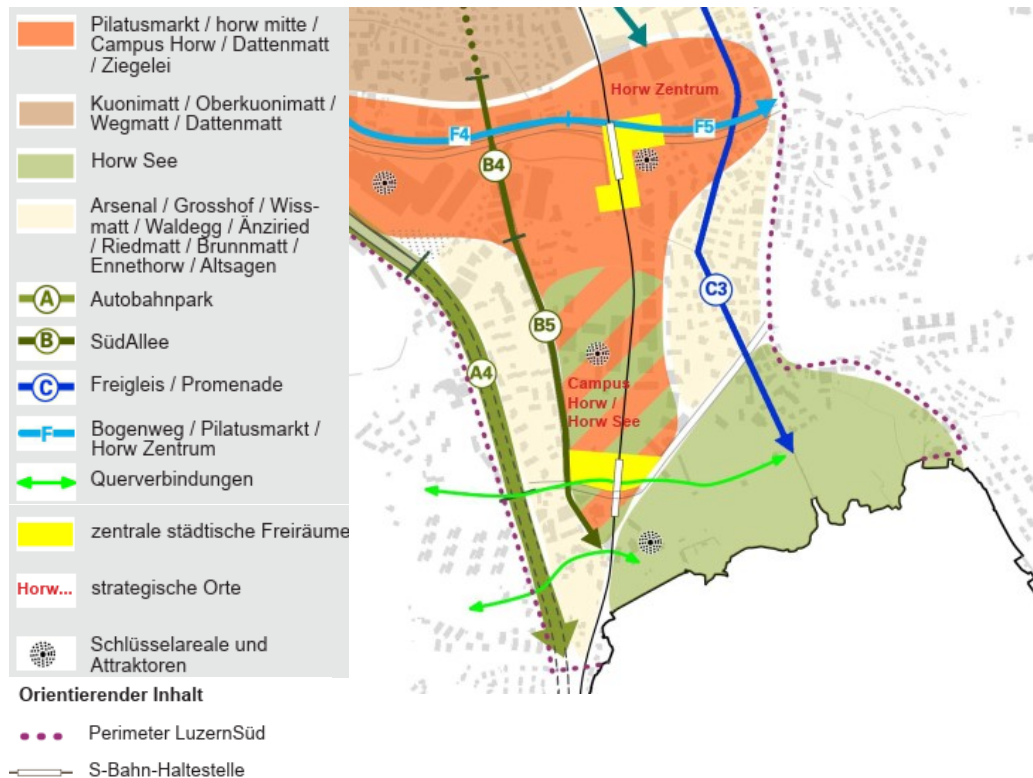 Pilatusmarkt / horw mitte /
Campus Horw / Dattenmatt
/ Ziegelei
Kuonimatt / Oberkuonimatt /
Wegmatt / Dattenmatt
Horw See
Arsenal / Grosshof / Wiss-
matt / Waldegg / Änziried
/ Riedmatt / Brunnmatt /
Ennethorw / Altsagen
A Autobahnpark
B SüdAllee
C Freigleis / Promenade
F Bogenweg / Pilatusmarkt /
Horw Zentrum
Querverbindungen
zentrale städtische Freiräume
Horw... strategische Orte
Schlüsselareale und
Attraktoren
Orientierender Inhalt
Perimeter LuzernSüd
S-Bahn-Haltestelle
Horw Zentrum
F4
F5
B4
C3
B5
A4
Campus
Horw /
Horw See